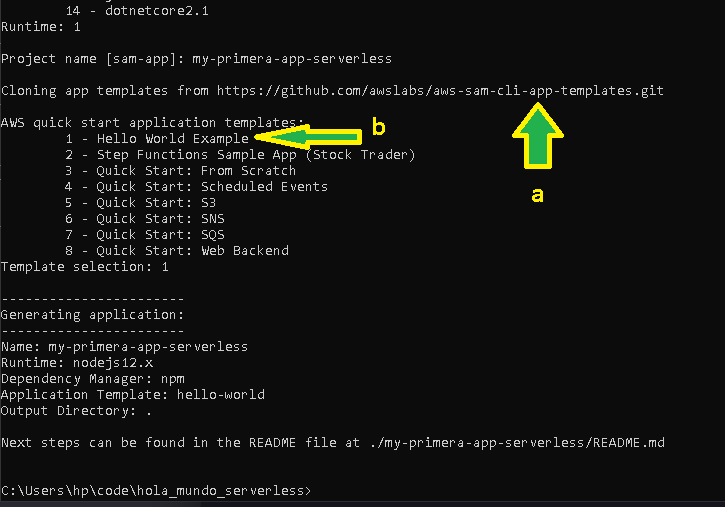 14 - dotnetcore2.1
Runtime: 1
Project name [sam-app]: my-primera-app-serverless
Cloning app templates from https://github.com/awslabs/aws-sam-cli-app-templates.git
AWS quick start application templates:
1 - Hello World Example
b
2 - Step Functions Sample App (Stock Trader)
3 - Quick Start: From Scratch
a
4 - Quick Start: Scheduled Events
5 - Quick Start: S3
6 - Quick Start: SNS
7 - Quick Start: SQS
8 - Quick Start: Web Backend
Template selection: 1
-----------------------
Generating application:
-----------------------
Name: my-primera-app-serverless
Runtime: nodejs12.x
Dependency Manager: npm
Application Template: hello-world
Output Directory: .
Next steps can be found in the README file at ./my-primera-app-serverless/README.md
C:\Users\hp\code\hola_mundo_serverless>